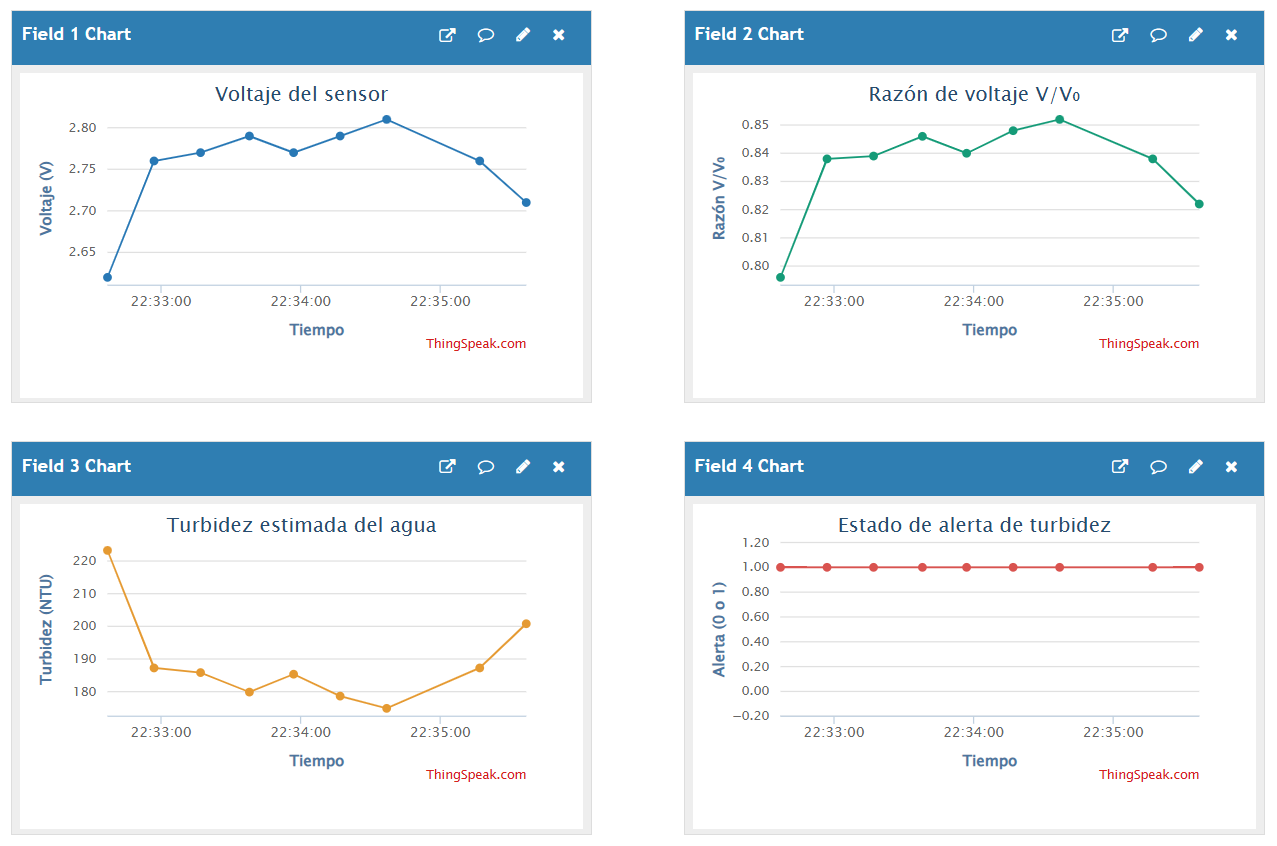 Field 1 Chart
Voltaje del sensor
Voltaje (V)
2.80
2.75
2.70
2.65
22:33:00 22:34:00 22:35:00
Tiempo
ThingSpeak.com
Field 2 Chart
Razón de voltaje V/V₀
Razón V/V₀
0.85
0.84
0.83
0.82
0.81
0.80
22:33:00 22:34:00 22:35:00
Tiempo
ThingSpeak.com
Field 3 Chart
Turbidez estimada del agua
Turbidez (NTU)
220
210
200
190
180
22:33:00 22:34:00 22:35:00
Tiempo
ThingSpeak.com
Field 4 Chart
Estado de alerta de turbidez
Alerta (0 o 1)
1.20
1.00
0.80
0.60
0.40
0.20
0.00
−0.20
22:33:00 22:34:00 22:35:00
Tiempo
ThingSpeak.com